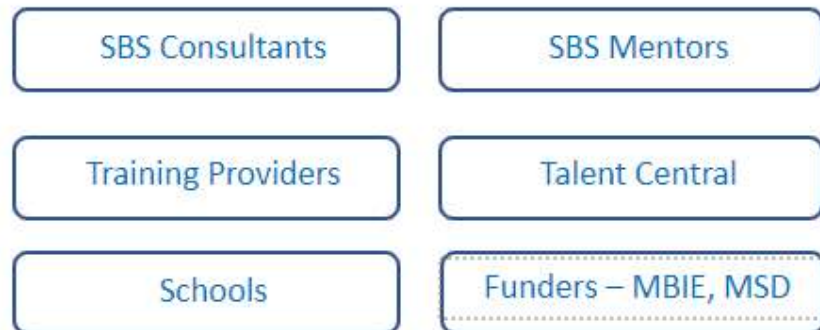 SBS Consultants
SBS Mentors
Training Providers
Talent Central
Schools
Funders – MBIE, MSD